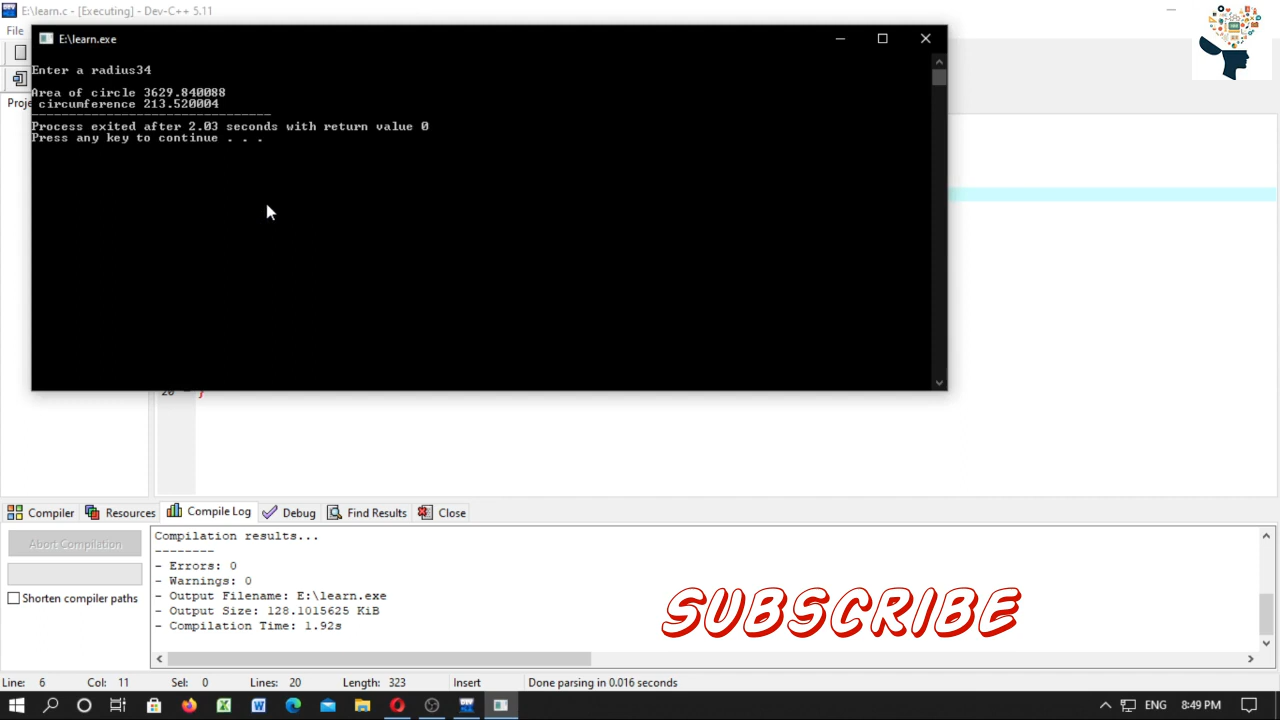 E:\learn.c - [Executing] - Dev-C++ 5.11
File
E:\learn.exe
Enter a radius34
Area of circle 3629.840088
circumference 213.520004
--------------------------------
Process exited after 2.03 seconds with return value 0
Press any key to continue . . .
Proje
20
}
Compiler
Resources
Compile Log
Debug
Find Results
Close
Abort Compilation
Shorten compiler paths
Compilation results...
--------
- Errors: 0
- Warnings: 0
- Output Filename: E:\learn.exe
- Output Size: 128.1015625 KiB
- Compilation Time: 1.92s
SUBSCRIBE
Line: 6 Col: 11 Sel: 0 Lines: 20 Length: 323 Insert Done parsing in 0.016 seconds
ENG 8:49 PM